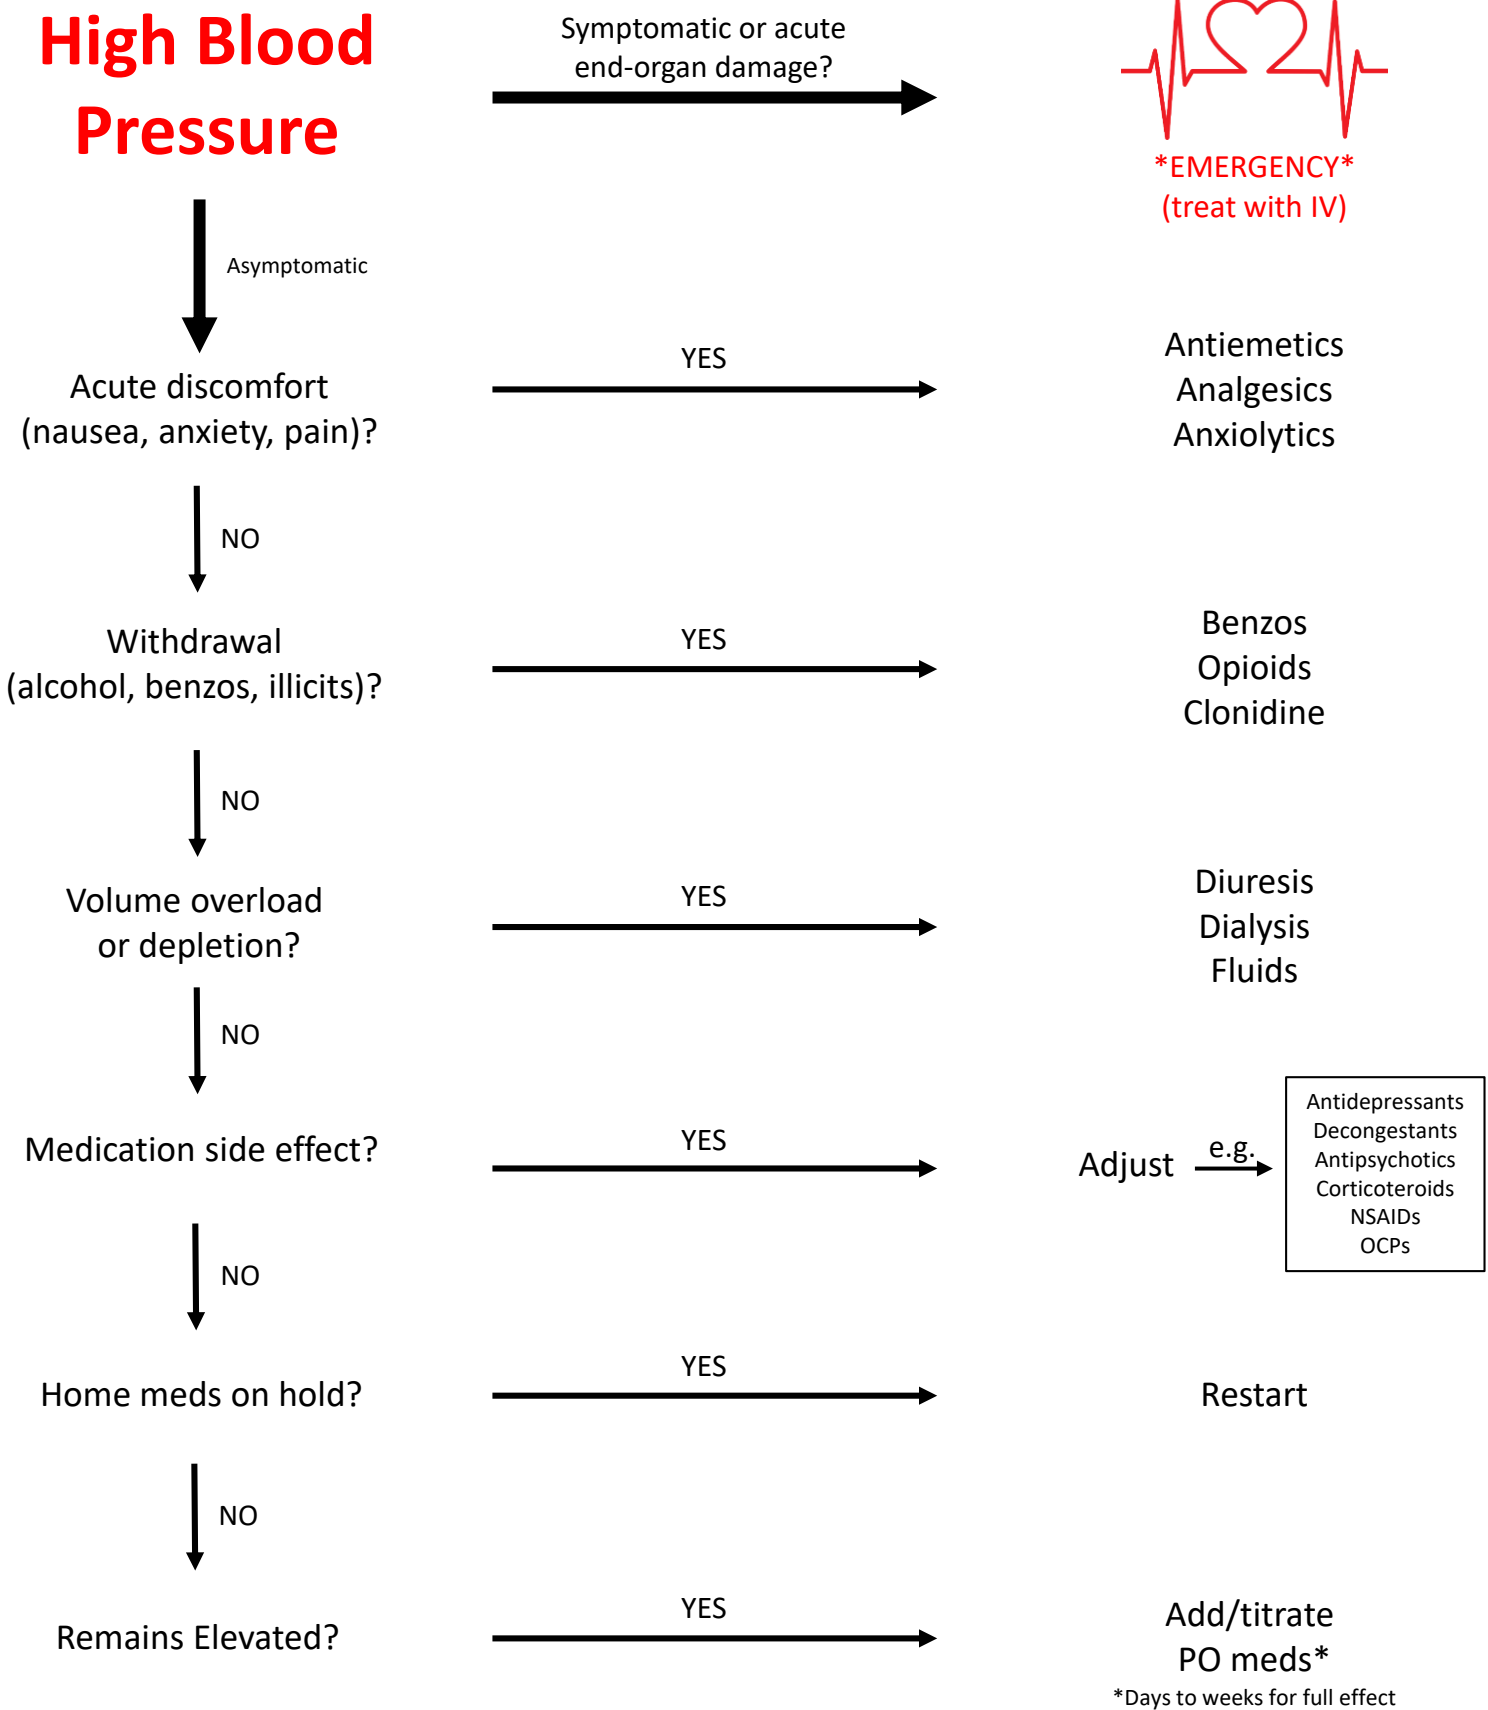 High Blood
Pressure
Symptomatic or acute
end-organ damage?
*EMERGENCY*
(treat with IV)
Asymptomatic
Acute discomfort
(nausea, anxiety, pain)?
YES
Antiemetics
Analgesics
Anxiolytics
NO
Withdrawal
(alcohol, benzos, illicits)?
YES
Benzos
Opioids
Clonidine
NO
Volume overload
or depletion?
YES
Diuresis
Dialysis
Fluids
NO
Medication side effect?
YES
Adjust
e.g.
Antidepressants
Decongestants
Antipsychotics
Corticoteroids
NSAIDs
OCPs
NO
Home meds on hold?
YES
Restart
NO
Remains Elevated?
YES
Add/titrate
PO meds*
*Days to weeks for full effect